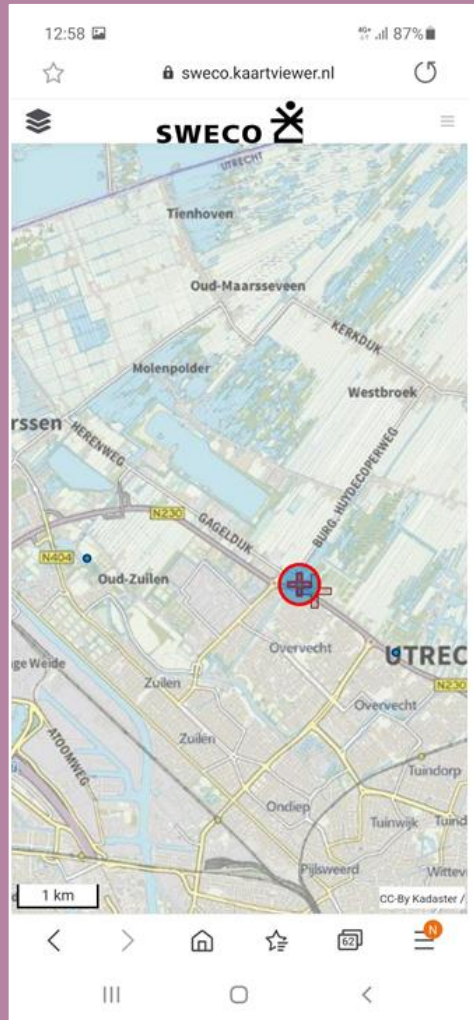 12:58
4G+ 87%
sweco.kaartviewer.nl
SWECO
UTRECHT
Tienhoven
Oud-Maarsseveen
KERKDIJK
Molenpolder
Westbroek
rssen
HERENWEG
BURG. HUYDECOPERWEG
N230
GAGELDIJK
N404
Oud-Zuilen
Overvecht
UTREC
ge Weide
Zuilen
N230
Overvecht
Zuilen
ATOOMWEG
Tuindorp
Ondiep
Tuinwijk
Tuind
Pijlsweerd
Wittev
1 km
CC-By Kadaster /
62
N